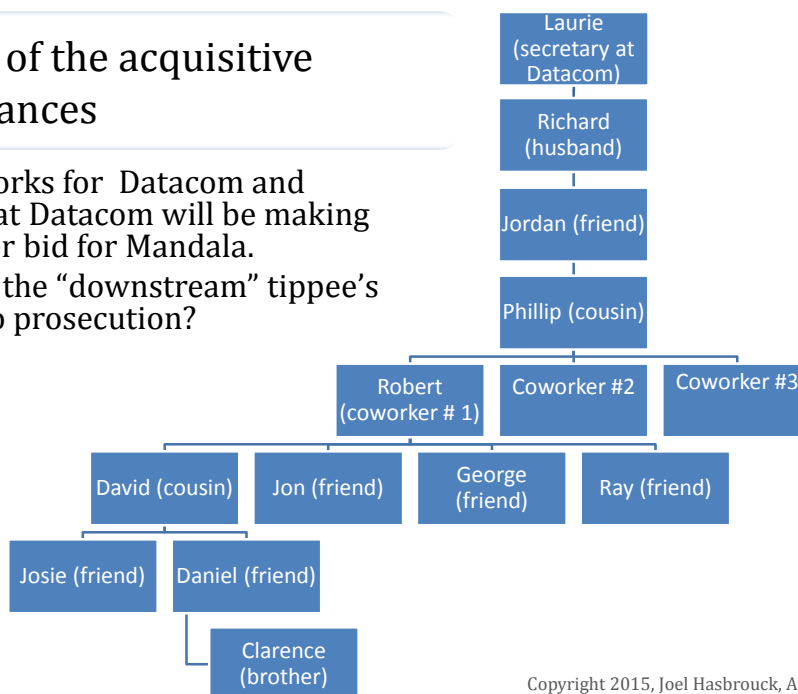 of the acquisitive
ances
orks for Datacom and
at Datacom will be making
er bid for Mandala.
the “downstream” tippee’s
o prosecution?
Laurie
(secretary at
Datacom)
Richard
(husband)
Jordan (friend)
Phillip (cousin)
Robert
(coworker # 1)
Coworker #2
Coworker #3
David (cousin)
Jon (friend)
George
(friend)
Ray (friend)
Josie (friend)
Daniel (friend)
Clarence
(brother)
Copyright 2015, Joel Hasbrouck, A